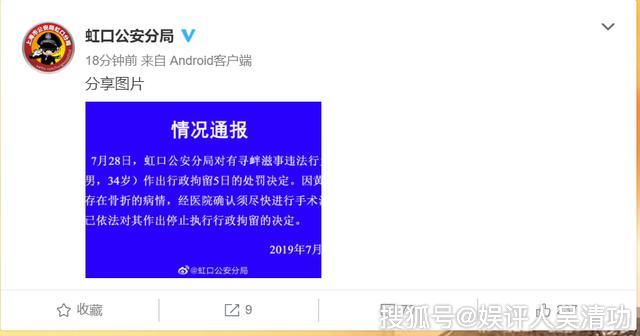 虹口公安分局
18分钟前 来自 Android客户端
分享图片
情况通报
7月28日，虹口公安分局对有寻衅滋事违法行
男，34岁）作出行政拘留5日的处罚决定。因黄
存在骨折的病情，经医院确认须尽快进行手术
已依法对其作出停止执行行政拘留的决定。
2019年7月
@虹口公安分局
收藏
9
搜狐号@娱评人吴清功